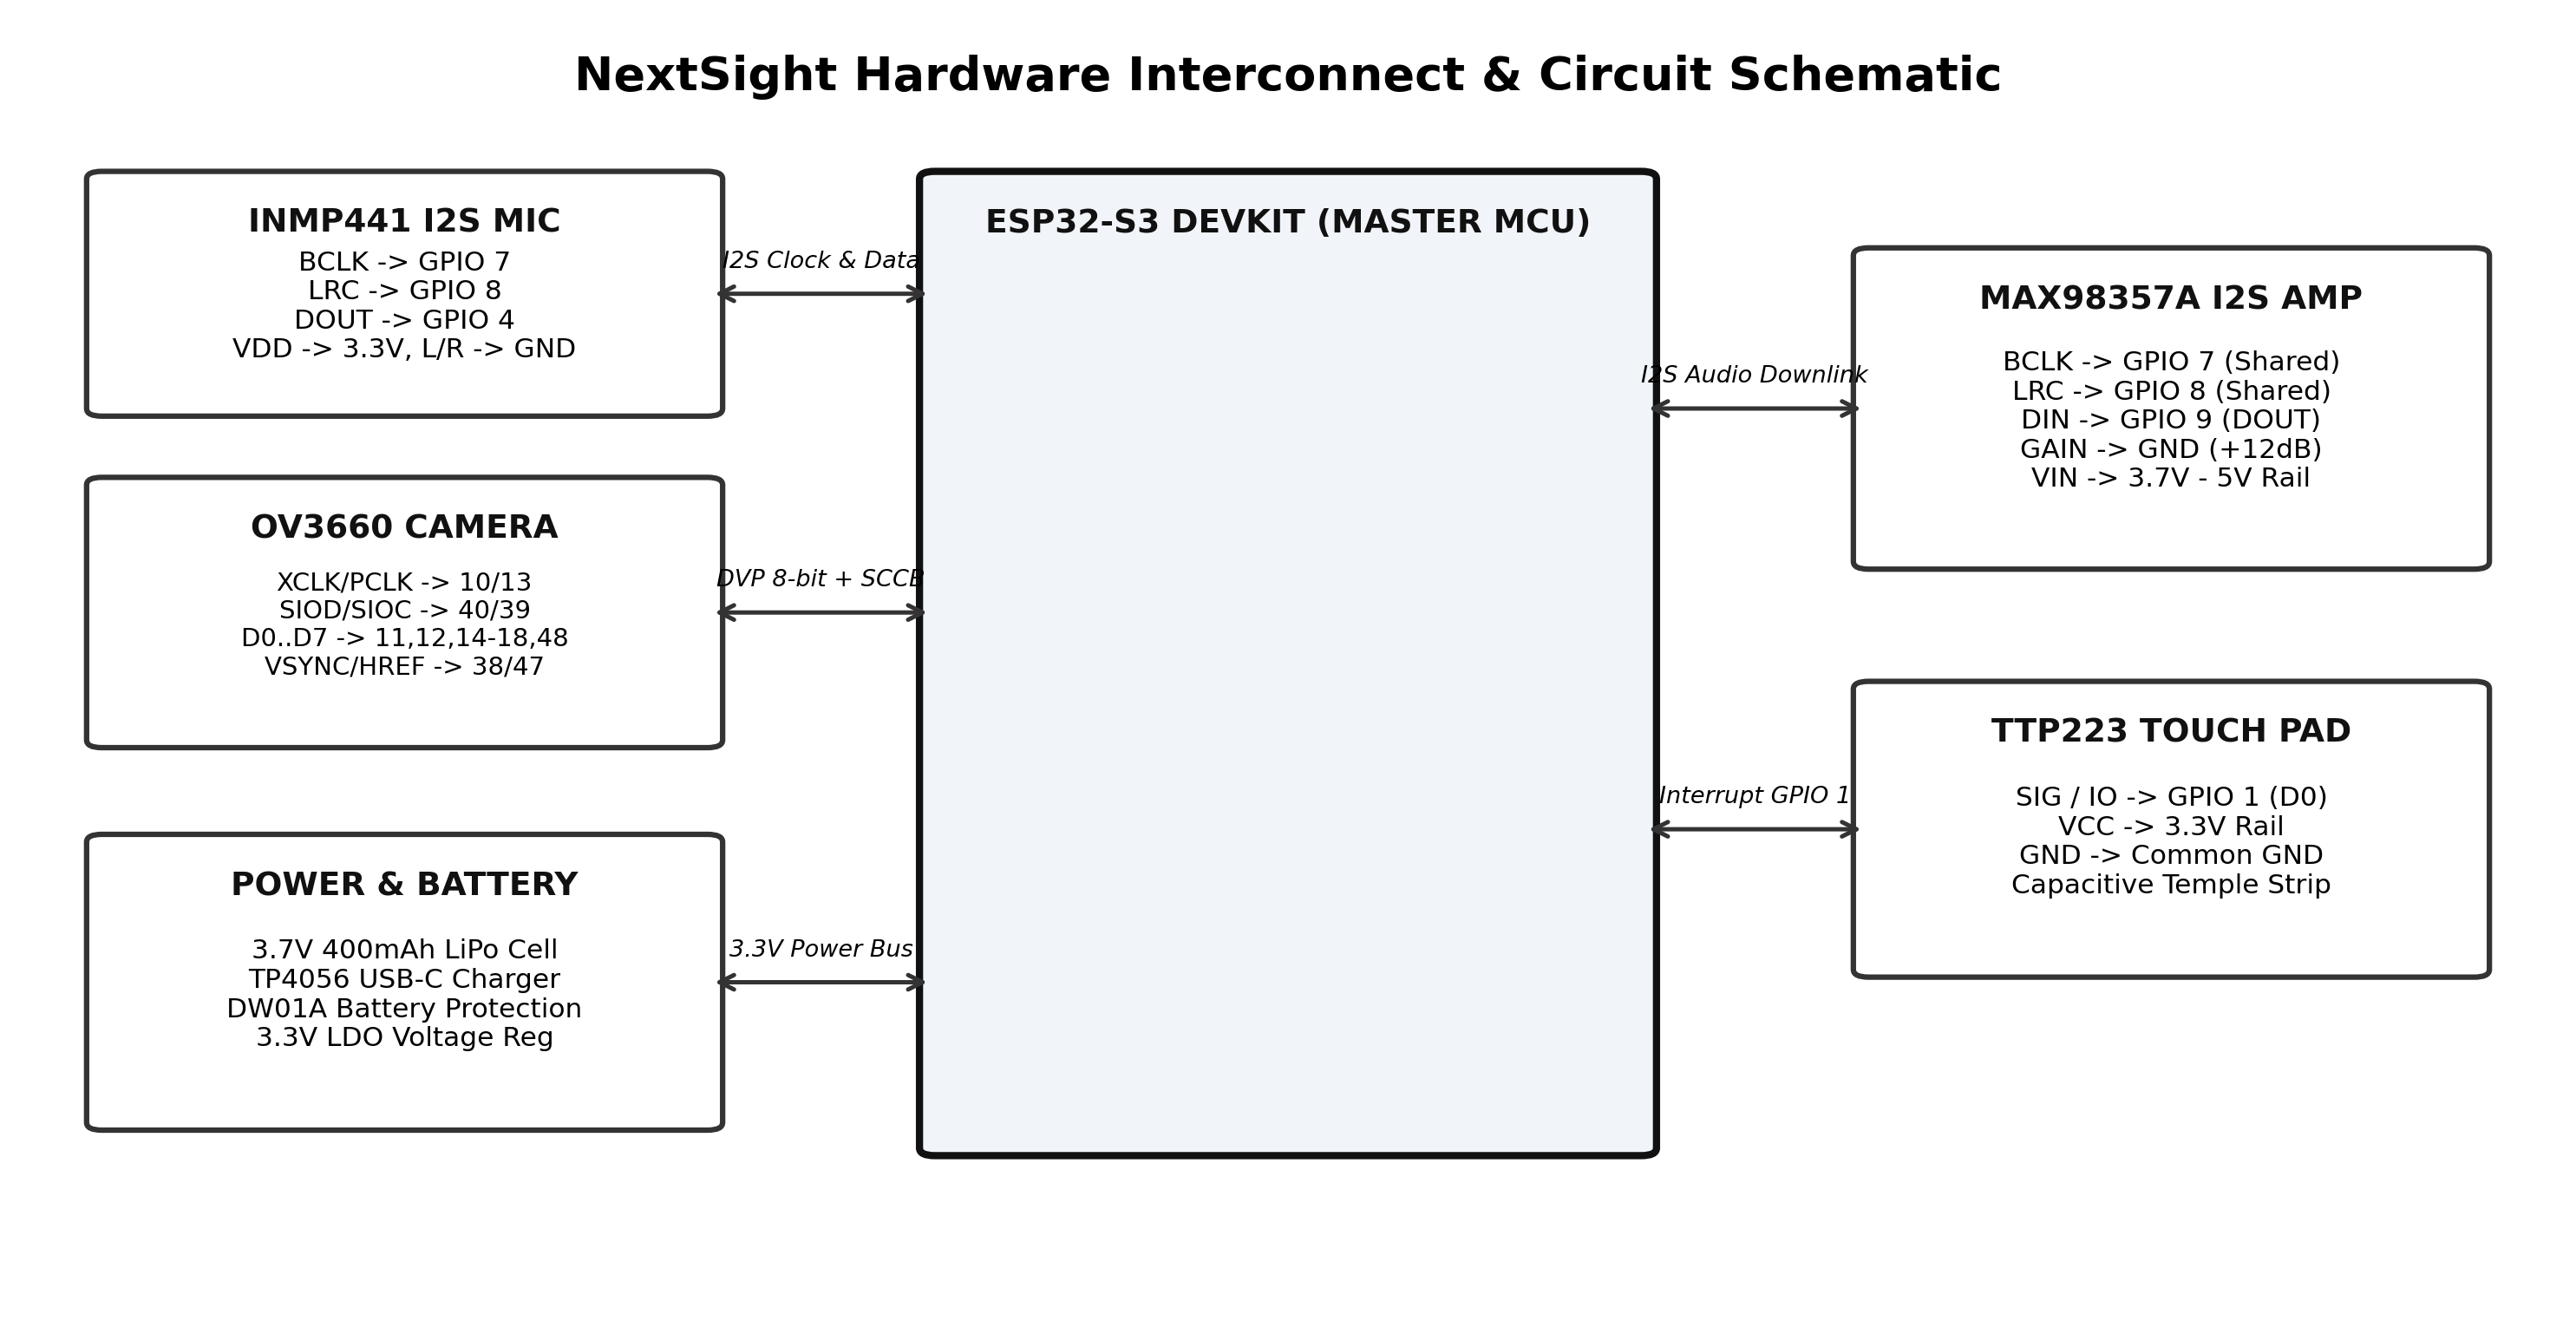 NextSight Hardware Interconnect & Circuit Schematic
INMP441 I2S MIC
BCLK -> GPIO 7
LRC -> GPIO 8
DOUT -> GPIO 4
VDD -> 3.3V, L/R -> GND
I2S Clock & Data
OV3660 CAMERA
XCLK/PCLK -> 10/13
SIOD/SIOC -> 40/39
D0..D7 -> 11,12,14-18,48
VSYNC/HREF -> 38/47
DVP 8-bit + SCCB
POWER & BATTERY
3.7V 400mAh LiPo Cell
TP4056 USB-C Charger
DW01A Battery Protection
3.3V LDO Voltage Reg
3.3V Power Bus
ESP32-S3 DEVKIT (MASTER MCU)
I2S Audio Downlink
MAX98357A I2S AMP
BCLK -> GPIO 7 (Shared)
LRC -> GPIO 8 (Shared)
DIN -> GPIO 9 (DOUT)
GAIN -> GND (+12dB)
VIN -> 3.7V - 5V Rail
Interrupt GPIO 1
TTP223 TOUCH PAD
SIG / IO -> GPIO 1 (D0)
VCC -> 3.3V Rail
GND -> Common GND
Capacitive Temple Strip